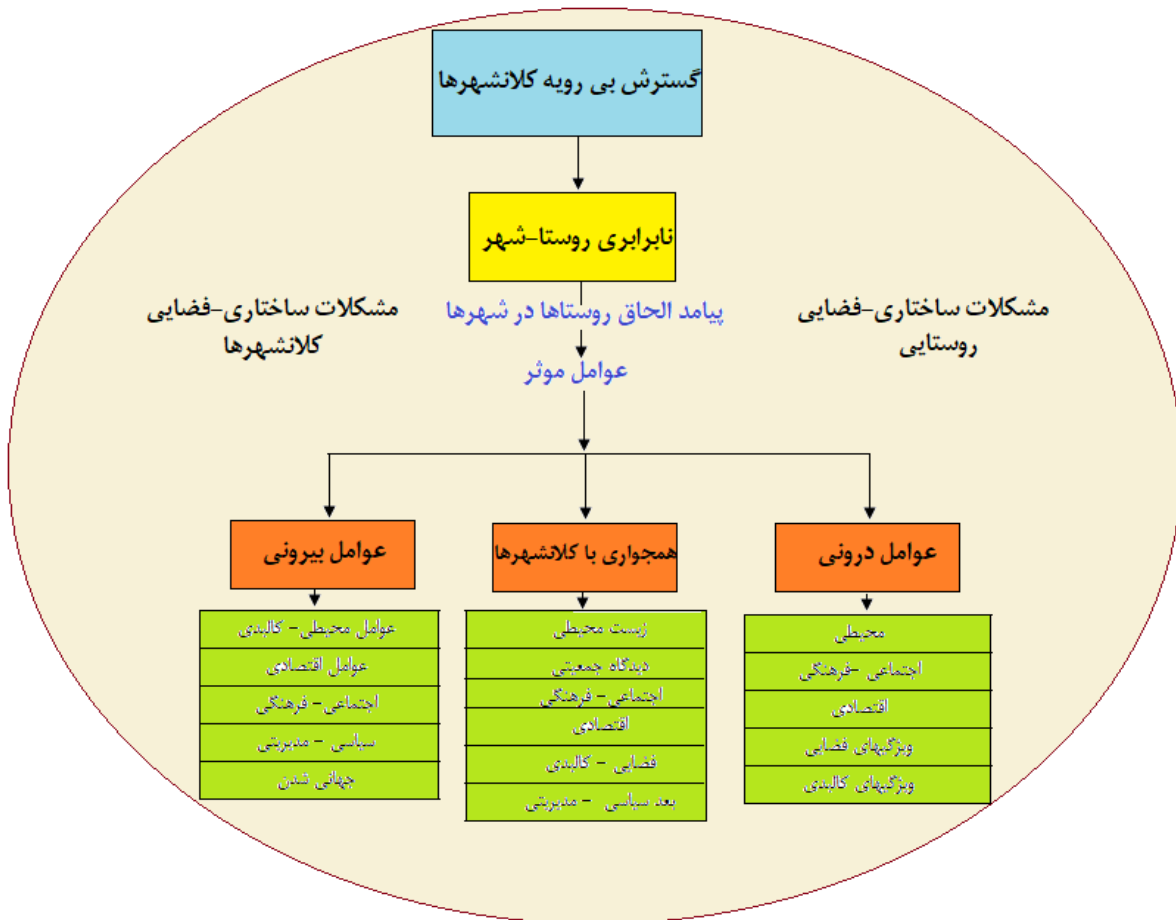 گسترش بی رویه کلانشهرها
نابرابری روستا-شهر
پیامد الحاق روستاها در شهرها
عوامل موثر
مشکلات ساختاری-فضایی
روستایی
مشکلات ساختاری-فضایی
کلانشهرها
عوامل درونی
محیطی
اجتماعی -فرهنگی
اقتصادی
ویژگیهای فضایی
ویژگیهای کالبدی
همجواری با کلانشهرها
زیست محیطی
دیدگاه جمعیتی
اجتماعی- فرهنگی
اقتصادی
فضایی - کالبدی
بعد سیاسی - مدیریتی
عوامل بیرونی
عوامل محیطی- کالبدی
عوامل اقتصادی
اجتماعی- فرهنگی
سیاسی - مدیریتی
جهانی شدن